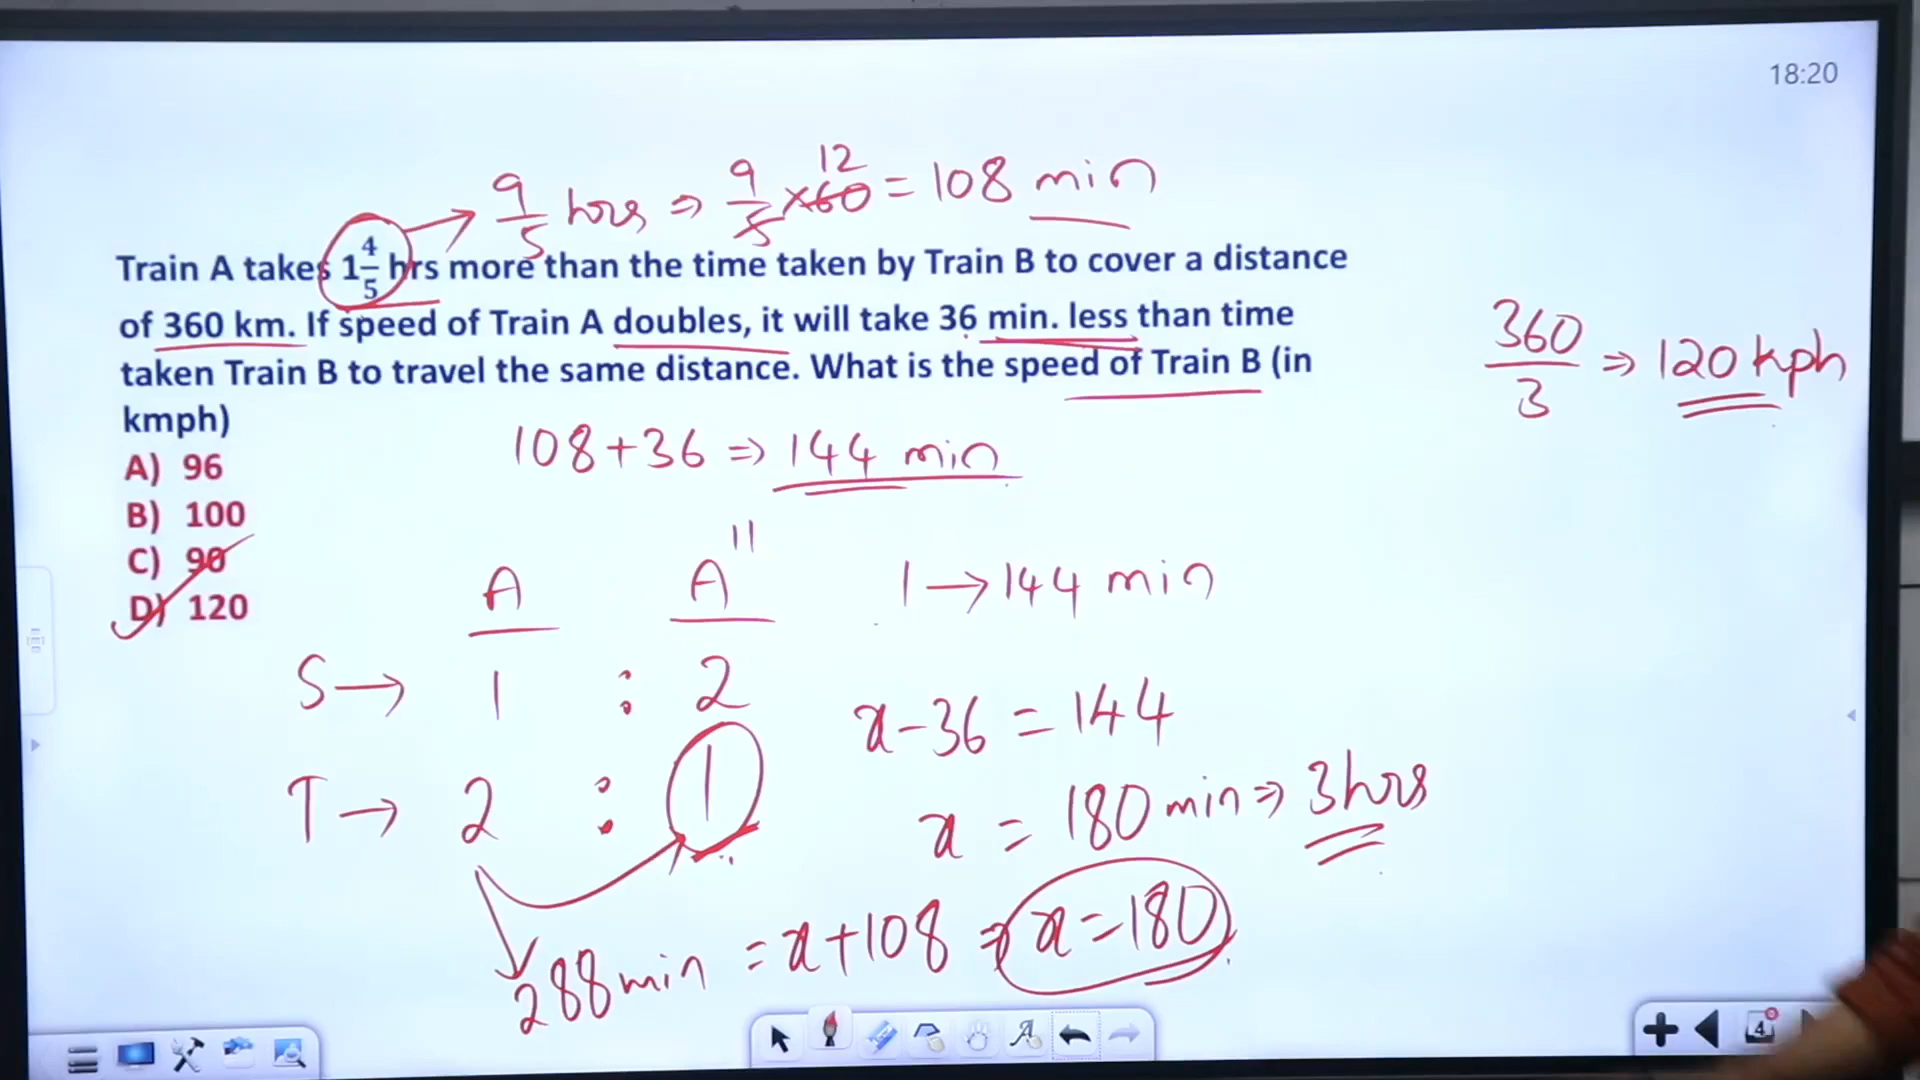 18:20
9/5 hrs ⇒ 9/5 × 60 12 = 108 min
Train A takes 1 4/5 hrs more than the time taken by Train B to cover a distance
of 360 km. If speed of Train A doubles, it will take 36 min. less than time
taken Train B to travel the same distance. What is the speed of Train B (in
kmph)
360/3 ⇒ 120 kph
108+36 ⇒ 144 min
A) 96
B) 100
C) 90
D) 120
A A" 1 → 144 min
S → 1 : 2
x-36 = 144
T → 2 : 1
x = 180 min ⇒ 3 hrs
288 min = x+108 ⇒ x=180
4